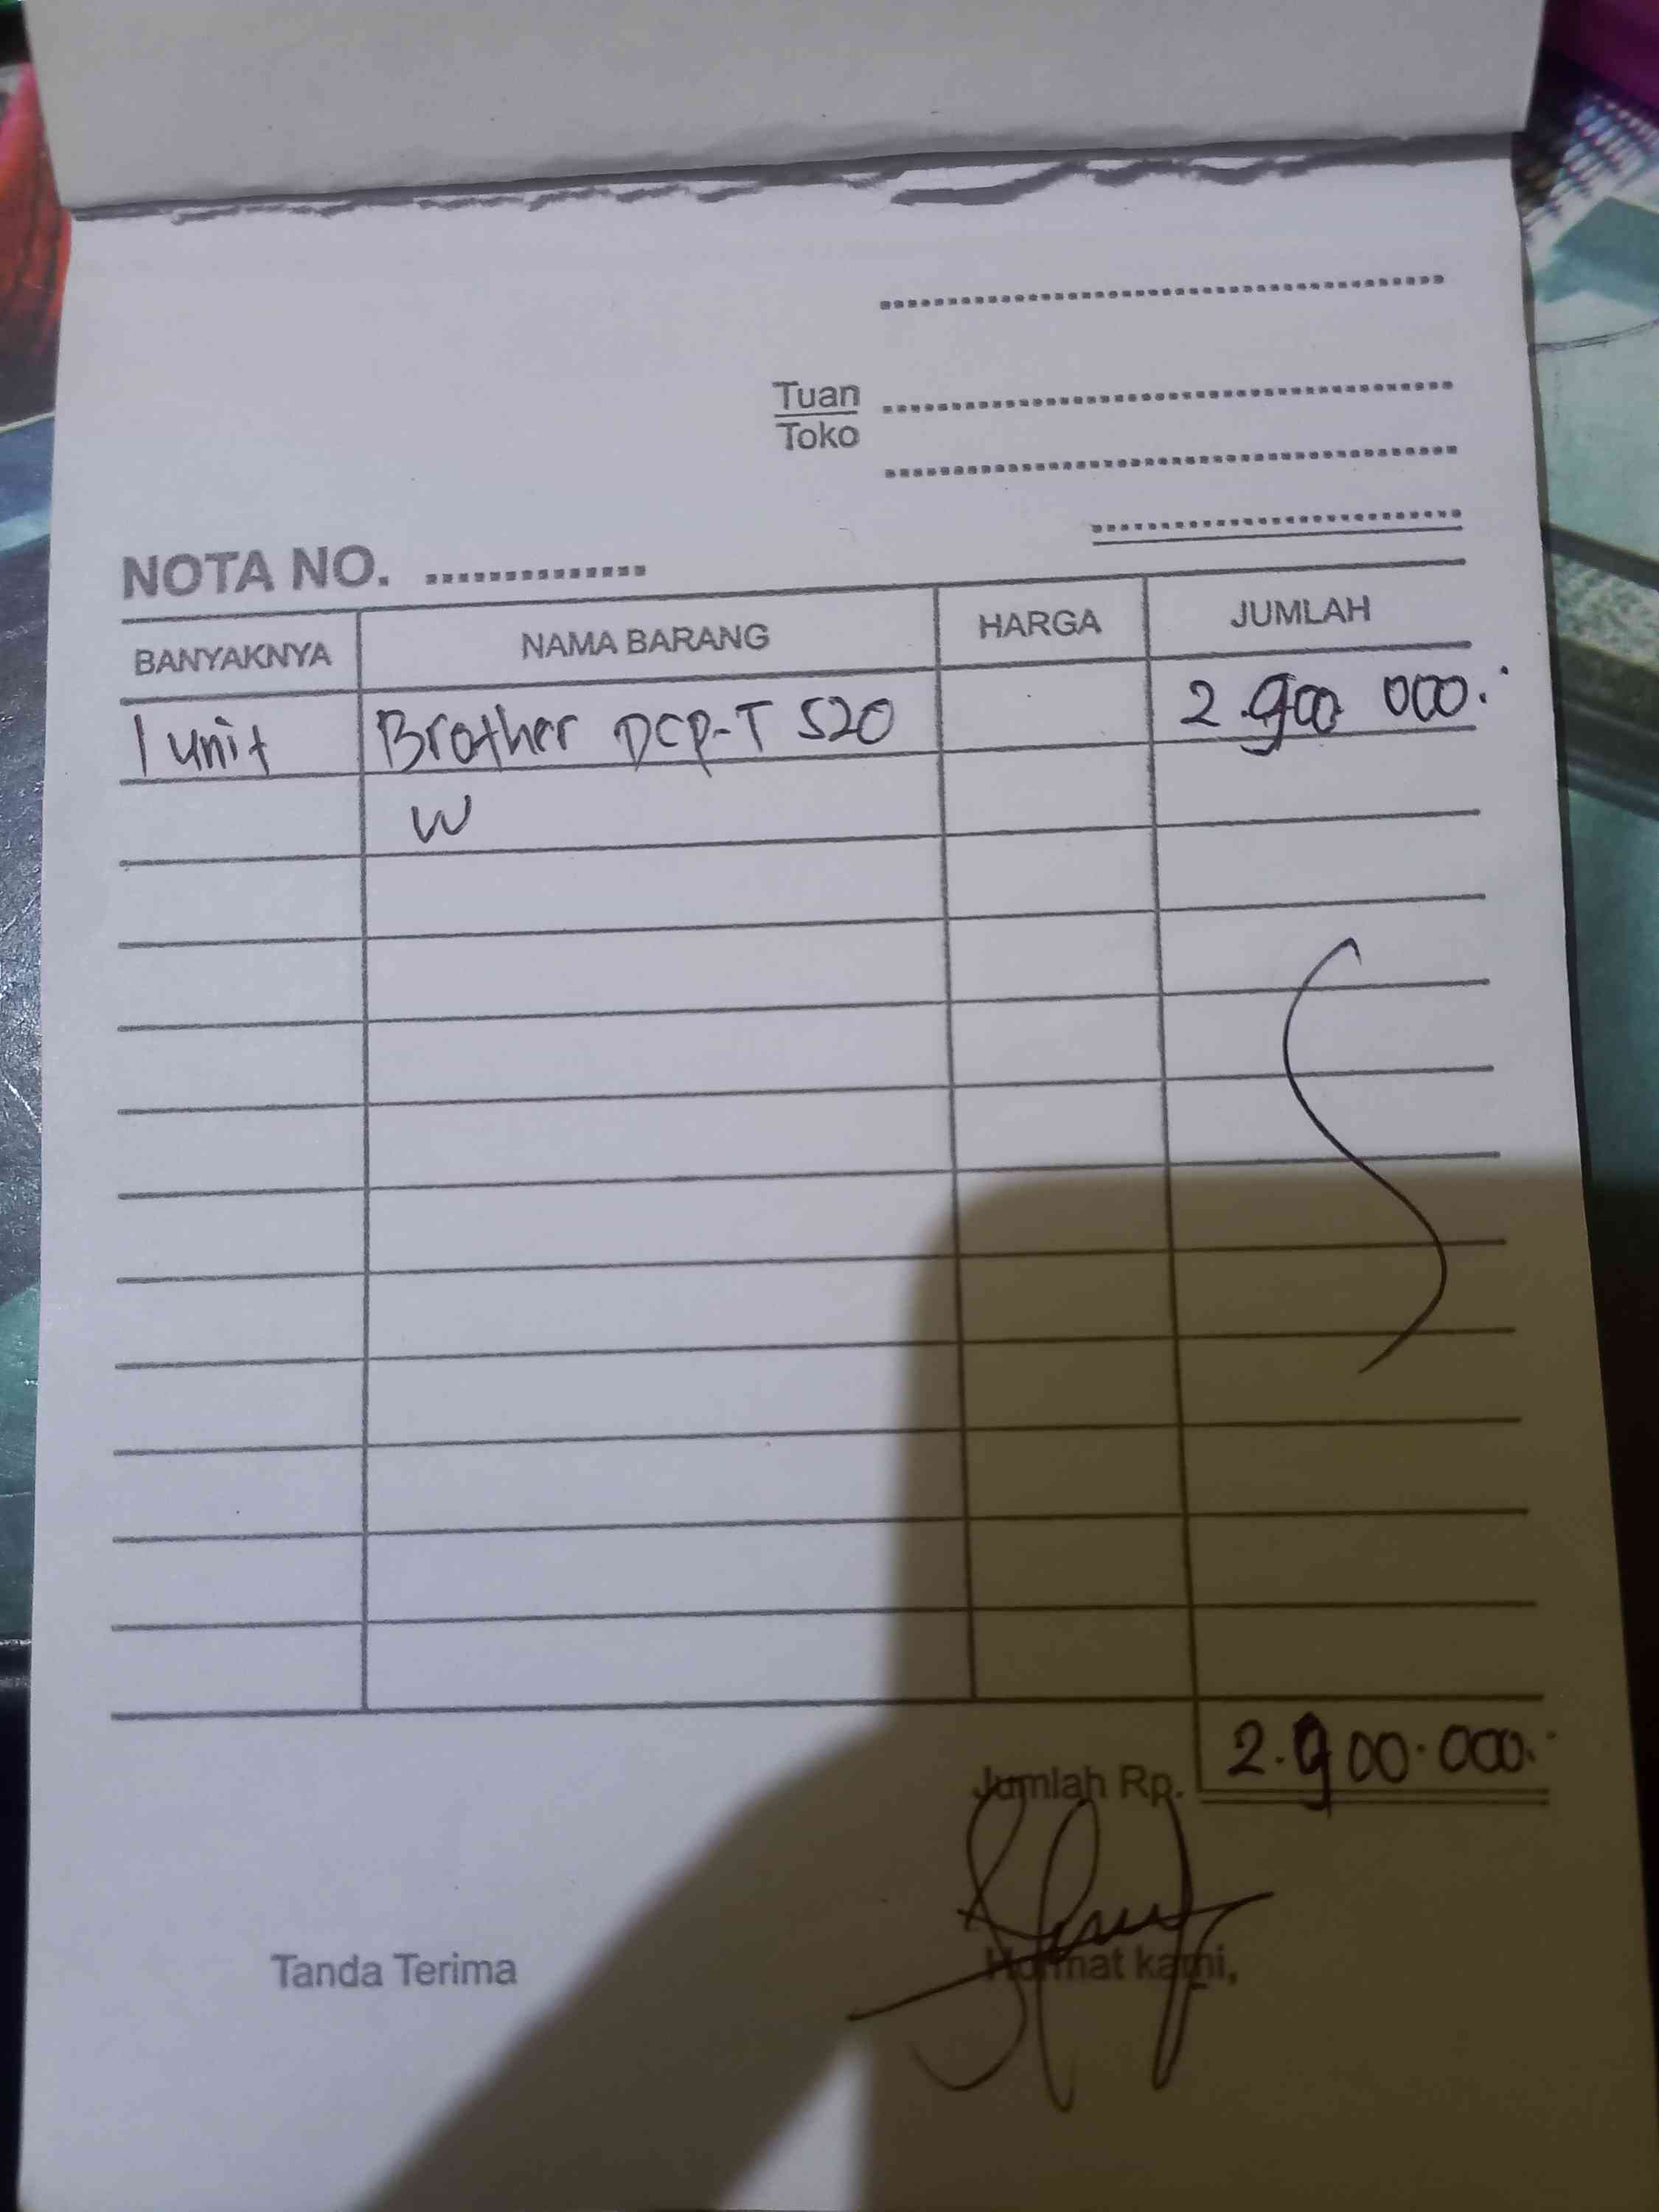 Tuan
Toko
NOTA NO. ..............
BANYAKNYA NAMA BARANG HARGA JUMLAH
1 unit Brother DCP-T 520 2.900 000.
W
Jumlah Rp. 2.900.000.
Tanda Terima Hormat kami,